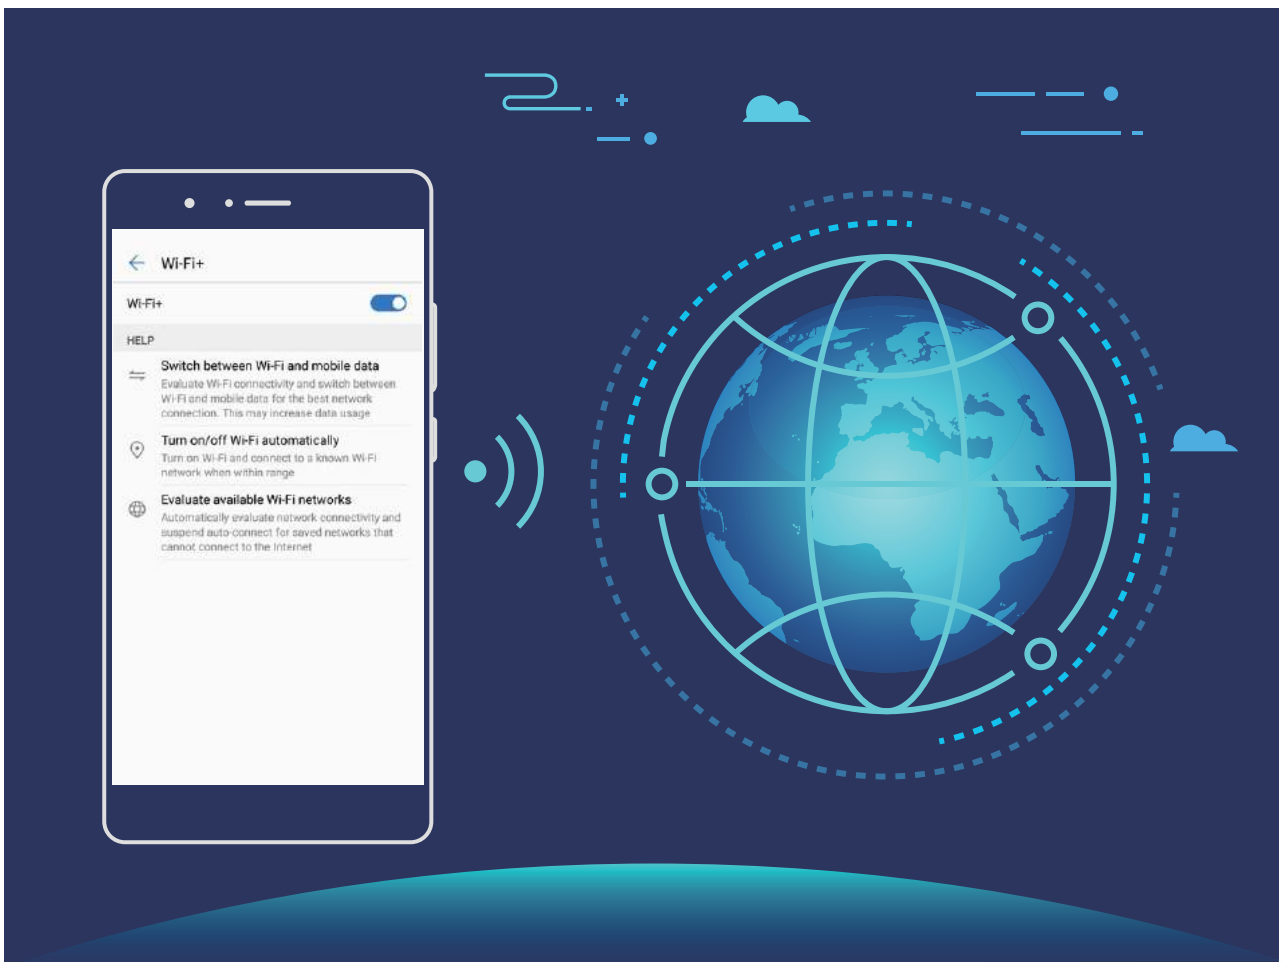 Wi-Fi+
Wi-Fi+
HELP
Switch between Wi-Fi and mobile data
Evaluate Wi-Fi connectivity and switch between
Wi-Fi and mobile data for the best network
connection. This may increase data usage
Turn on/off Wi-Fi automatically
Turn on Wi-Fi and connect to a known Wi-Fi
network when within range
Evaluate available Wi-Fi networks
Automatically evaluate network connectivity and
suspend auto-connect for saved networks that
cannot connect to the Internet